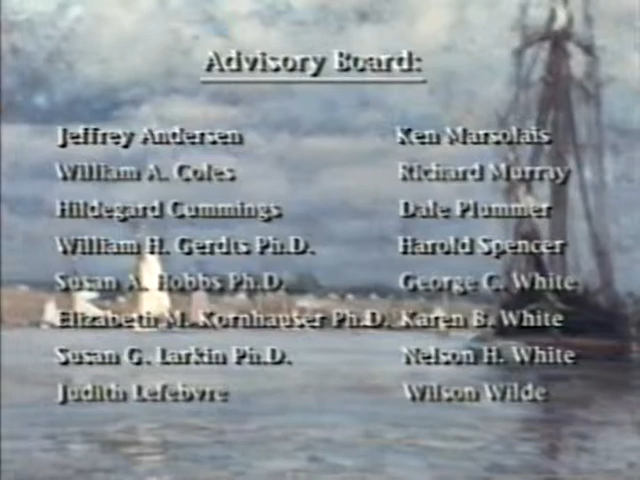 Advisory Board:
Jeffrey Andersen
William A. Coles
Hildegard Cummings
William H. Gerdts Ph.D.
Susan A. Hobbs Ph.D.
Elizabeth M. Kornhauser Ph.D.
Susan G. Larkin Ph.D.
Judith Lefebvre
Ken Marsolais
Richard Murray
Dale Plummer
Harold Spencer
George C. White
Karen B. White
Nelson H. White
Wilson Wilde